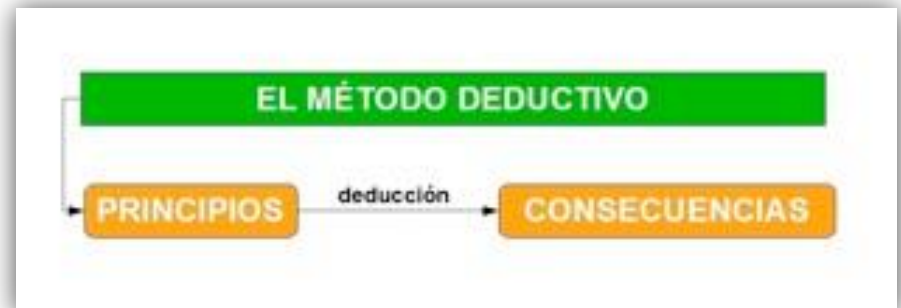 EL MÉTODO DEDUCTIVO
PRINCIPIOS
deducción
CONSECUENCIAS